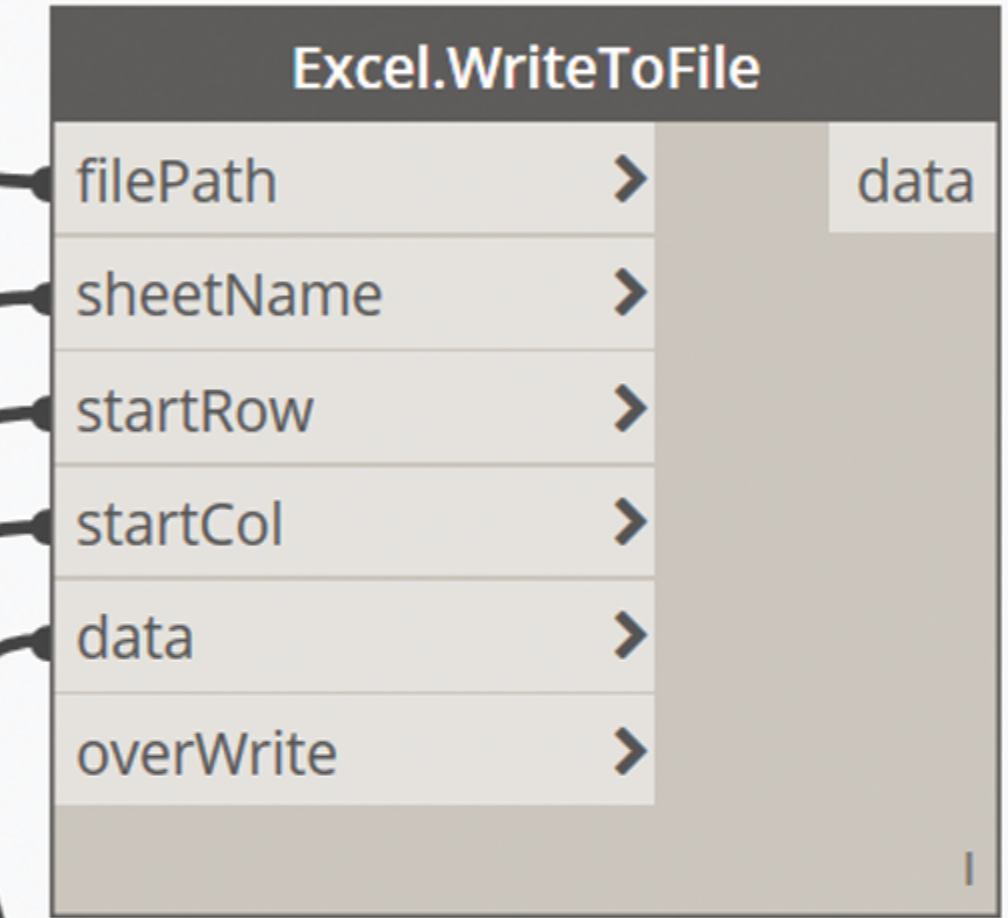 Excel.WriteToFile
filePath
data
sheetName
startRow
startCol
data
overWrite
l